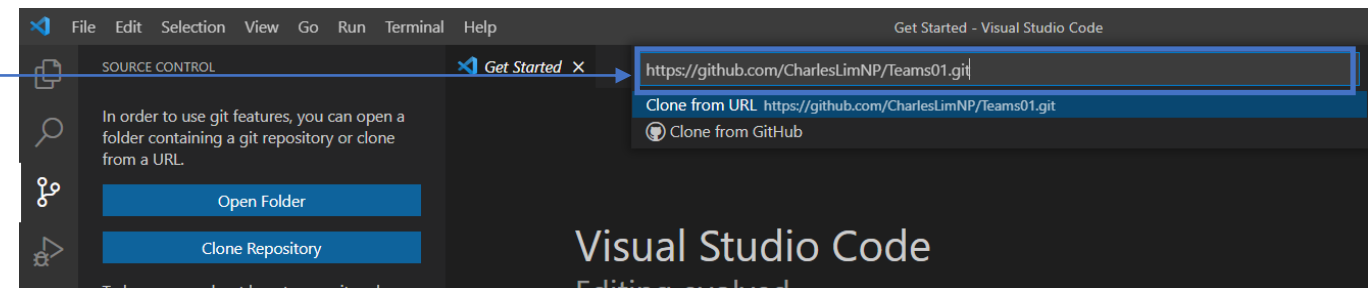 File Edit Selection View Go Run Terminal Help
Get Started - Visual Studio Code
SOURCE CONTROL
Get Started
https://github.com/CharlesLimNP/Teams01.git
Clone from URL https://github.com/CharlesLimNP/Teams01.git
Clone from GitHub
In order to use git features, you can open a
folder containing a git repository or clone
from a URL.
Open Folder
Clone Repository
Visual Studio Code
Editing evolved